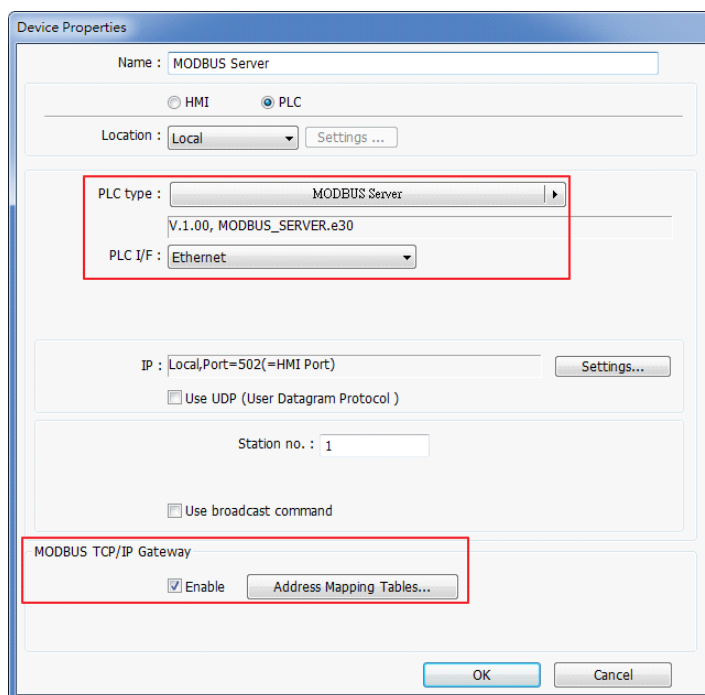 Device Properties
Name : MODBUS Server
HMI PLC
Location : Local Settings ...
PLC type : MODBUS Server
V.1.00, MODBUS_SERVER.e30
PLC I/F : Ethernet
IP : Local,Port=502(=HMI Port) Settings...
Use UDP (User Datagram Protocol )
Station no. : 1
Use broadcast command
MODBUS TCP/IP Gateway
Enable Address Mapping Tables...
OK Cancel